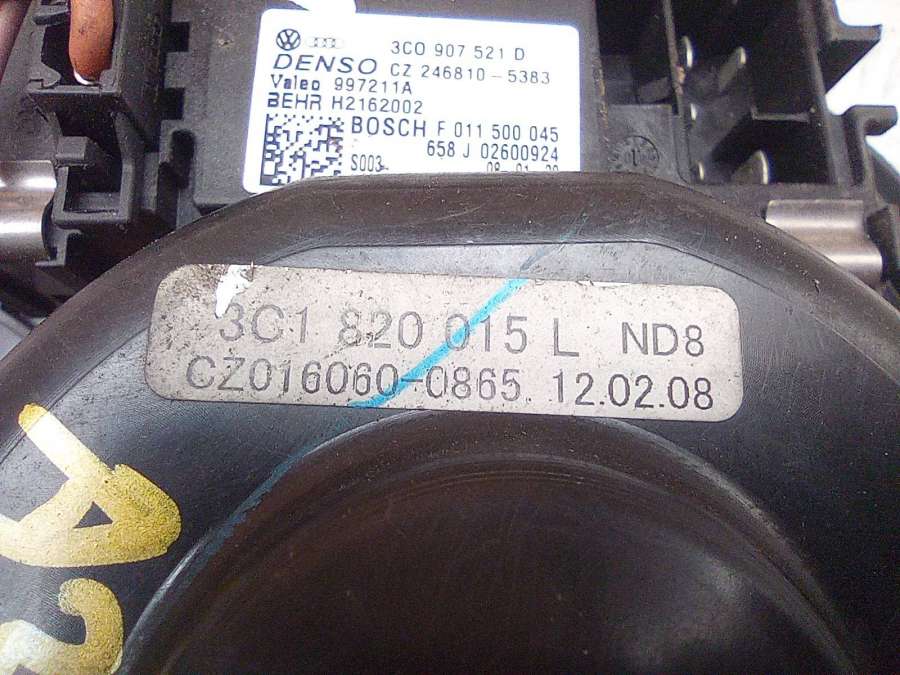 3C0 907 521 D
DENSO CZ 246810-5383
Valeo 997211A
BEHR H2162002
BOSCH F 011 500 045
658 J 02600924
S003-
3C1 820 015 L ND8
CZ016060-0865 12.02.08